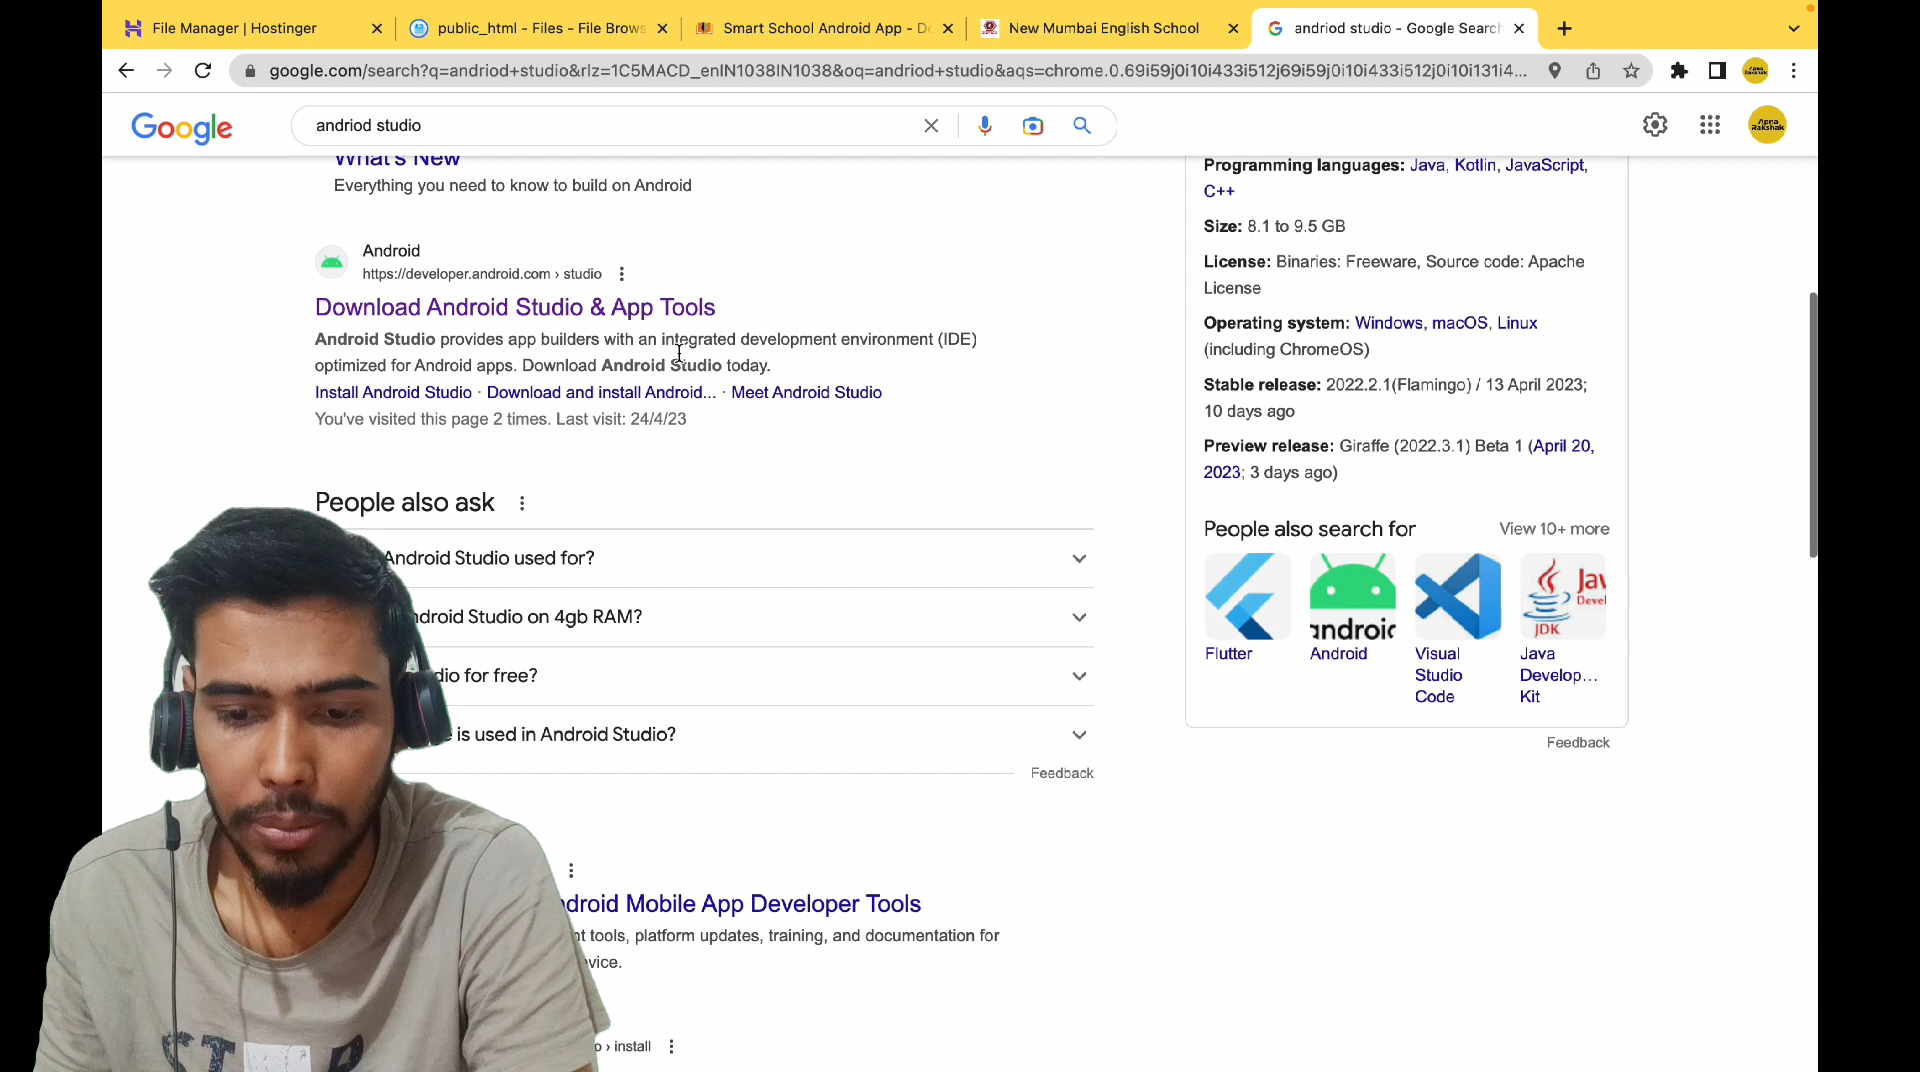 File Manager | Hostinger
public_html - Files - File Brows
Smart School Android App - Do
New Mumbai English School
andriod studio - Google Search
google.com/search?q=andriod+studio&rlz=1C5MACD_enIN1038IN1038&oq=andriod+studio&aqs=chrome.0.69i59j0i10i433i512j69i59j0i10i433i512j0i10i131i4...
Google
andriod studio
Apna
Rakshak
What's New
Everything you need to know to build on Android
Android
https://developer.android.com › studio
Download Android Studio & App Tools
Android Studio provides app builders with an integrated development environment (IDE)
optimized for Android apps. Download Android Studio today.
Install Android Studio · Download and install Android... · Meet Android Studio
You've visited this page 2 times. Last visit: 24/4/23
People also ask
Android Studio used for?
ndroid Studio on 4gb RAM?
dio for free?
is used in Android Studio?
Feedback
droid Mobile App Developer Tools
nt tools, platform updates, training, and documentation for
vice.
o › install
Programming languages: Java, Kotlin, JavaScript,
C++
Size: 8.1 to 9.5 GB
License: Binaries: Freeware, Source code: Apache
License
Operating system: Windows, macOS, Linux
(including ChromeOS)
Stable release: 2022.2.1(Flamingo) / 13 April 2023;
10 days ago
Preview release: Giraffe (2022.3.1) Beta 1 (April 20,
2023; 3 days ago)
People also search for
View 10+ more
android
Jav
Devel
JDK
Flutter
Android
Visual
Studio
Code
Java
Develop...
Kit
Feedback